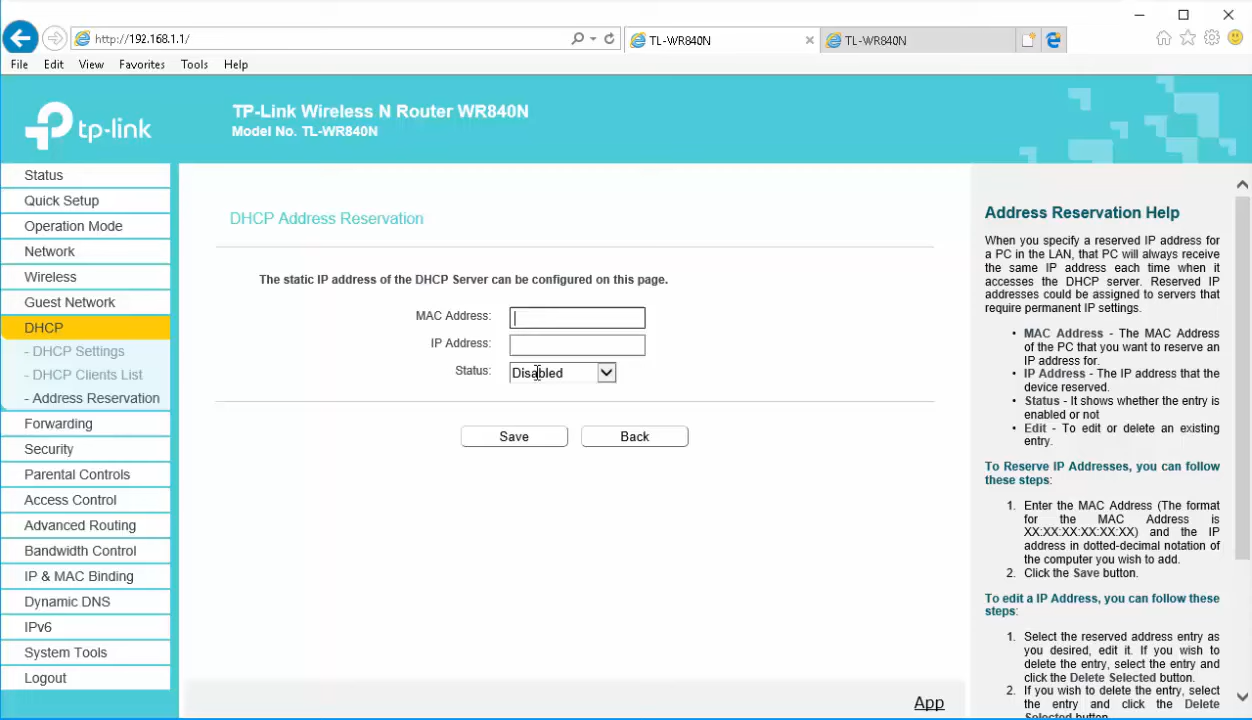 http://192.168.1.1/
TL-WR840N
TL-WR840N
File Edit View Favorites Tools Help
tp-link
TP-Link Wireless N Router WR840N
Model No. TL-WR840N
Status
Quick Setup
Operation Mode
Network
Wireless
Guest Network
DHCP
- DHCP Settings
- DHCP Clients List
- Address Reservation
Forwarding
Security
Parental Controls
Access Control
Advanced Routing
Bandwidth Control
IP & MAC Binding
Dynamic DNS
IPv6
System Tools
Logout
DHCP Address Reservation
The static IP address of the DHCP Server can be configured on this page.
MAC Address:
IP Address:
Status: Disabled
Save Back
App
Address Reservation Help
When you specify a reserved IP address for
a PC in the LAN, that PC will always receive
the same IP address each time when it
accesses the DHCP server. Reserved IP
addresses could be assigned to servers that
require permanent IP settings.
• MAC Address - The MAC Address
of the PC that you want to reserve an
IP address for.
• IP Address - The IP address that the
device reserved.
• Status - It shows whether the entry is
enabled or not
• Edit - To edit or delete an existing
entry.
To Reserve IP Addresses, you can follow
these steps:
1. Enter the MAC Address (The format
for the MAC Address is
XX:XX:XX:XX:XX:XX) and the IP
address in dotted-decimal notation of
the computer you wish to add.
2. Click the Save button.
To edit a IP Address, you can follow these
steps:
1. Select the reserved address entry as
you desired, edit it. If you wish to
delete the entry, select the entry and
click the Delete Selected button.
2. If you wish to delete the entry, select
the entry and click the Delete
Selected button.